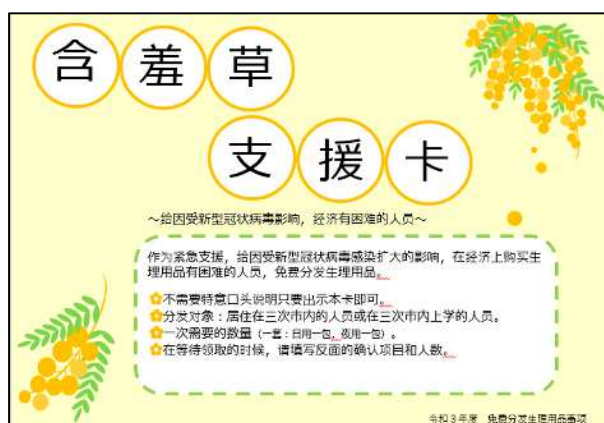 含羞草
支援卡
～给因受新型冠状病毒影响，经济有困难的人员～
作为紧急支援，给因受新型冠状病毒感染扩大的影响，在经济上购买生
理用品有困难的人员，免费分发生理用品。
不需要特意口头说明只要出示本卡即可。
分发对象：居住在三次市内的人员或在三次市内上学的人员。
一次需要的数量（一套：日用一包，夜用一包）。
在等待领取的时候，请填写反面的确认项目和人数。
令和3年度 免费分发生理用品事项